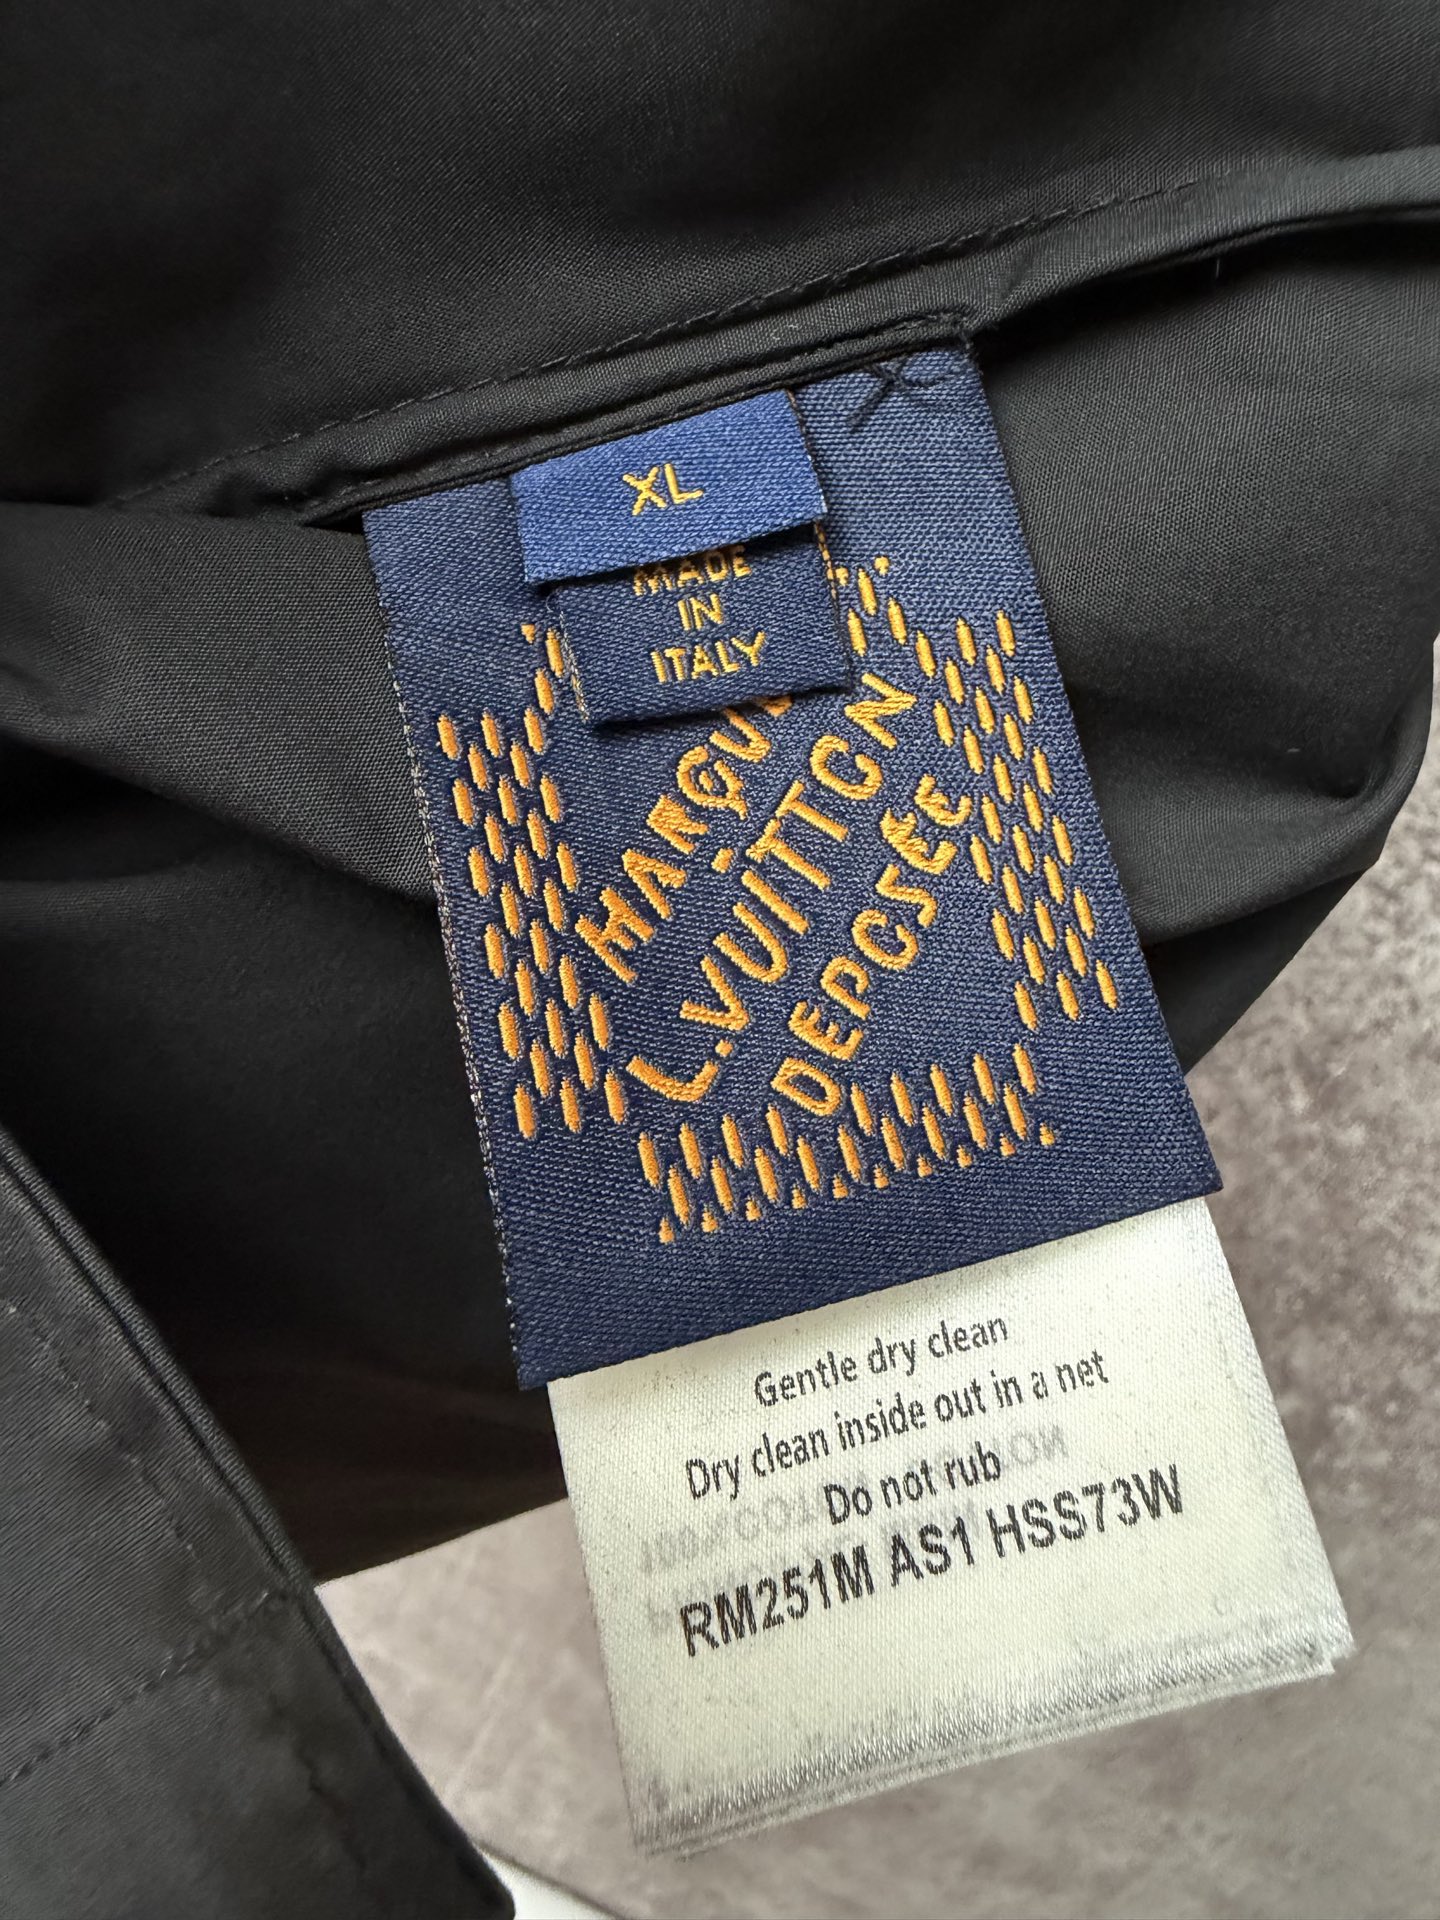 XL
MADE
IN
ITALY
MARQUE
L.VUITTON
DEPOSEE
Gentle dry clean
Dry clean inside out in a net
Do not rub
RM251M AS1 HSS73W